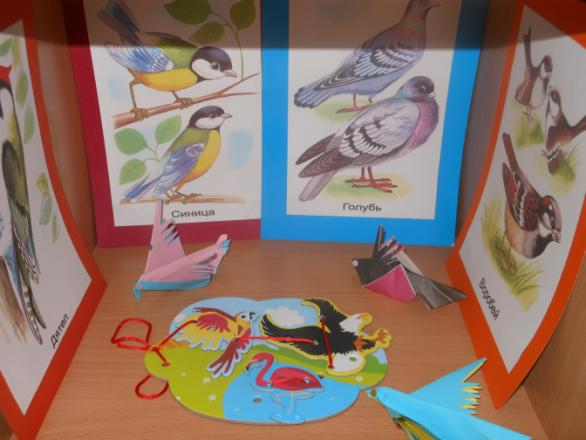 Дятел
Синица
Голубь
Воробей